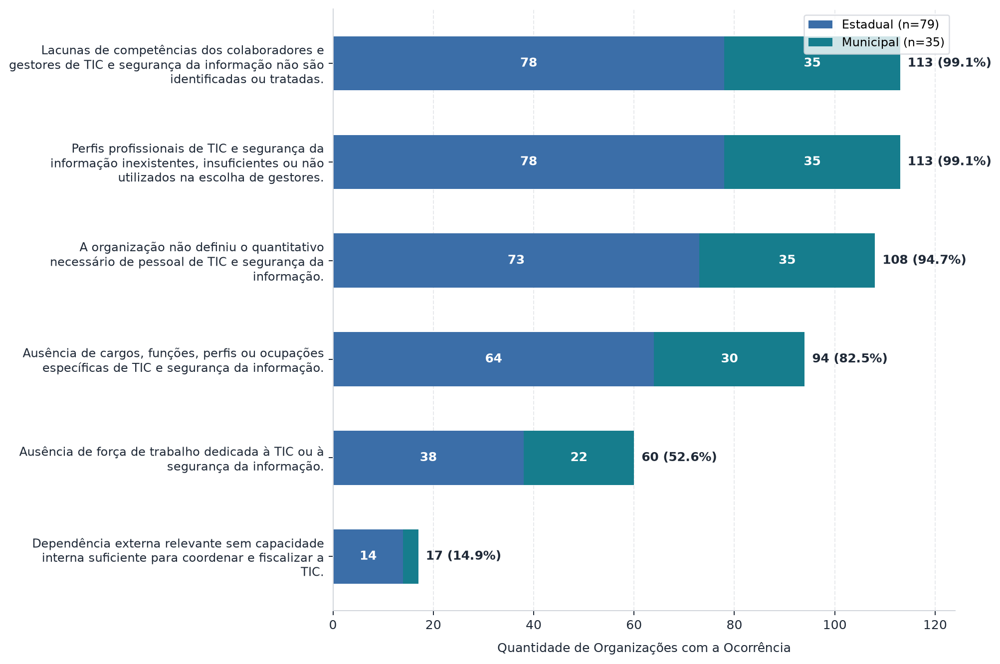 Estadual (n=79)
Municipal (n=35)
Lacunas de competências dos colaboradores e
gestores de TIC e segurança da informação não são
identificadas ou tratadas.
78
35
113 (99.1%)
Perfis profissionais de TIC e segurança da
informação inexistentes, insuficientes ou não
utilizados na escolha de gestores.
78
35
113 (99.1%)
A organização não definiu o quantitativo
necessário de pessoal de TIC e segurança da
informação.
73
35
108 (94.7%)
Ausência de cargos, funções, perfis ou ocupações
específicas de TIC e segurança da informação.
64
30
94 (82.5%)
Ausência de força de trabalho dedicada à TIC ou à
segurança da informação.
38
22
60 (52.6%)
Dependência externa relevante sem capacidade
interna suficiente para coordenar e fiscalizar a
TIC.
14
17 (14.9%)
0
20
40
60
80
100
120
Quantidade de Organizações com a Ocorrência